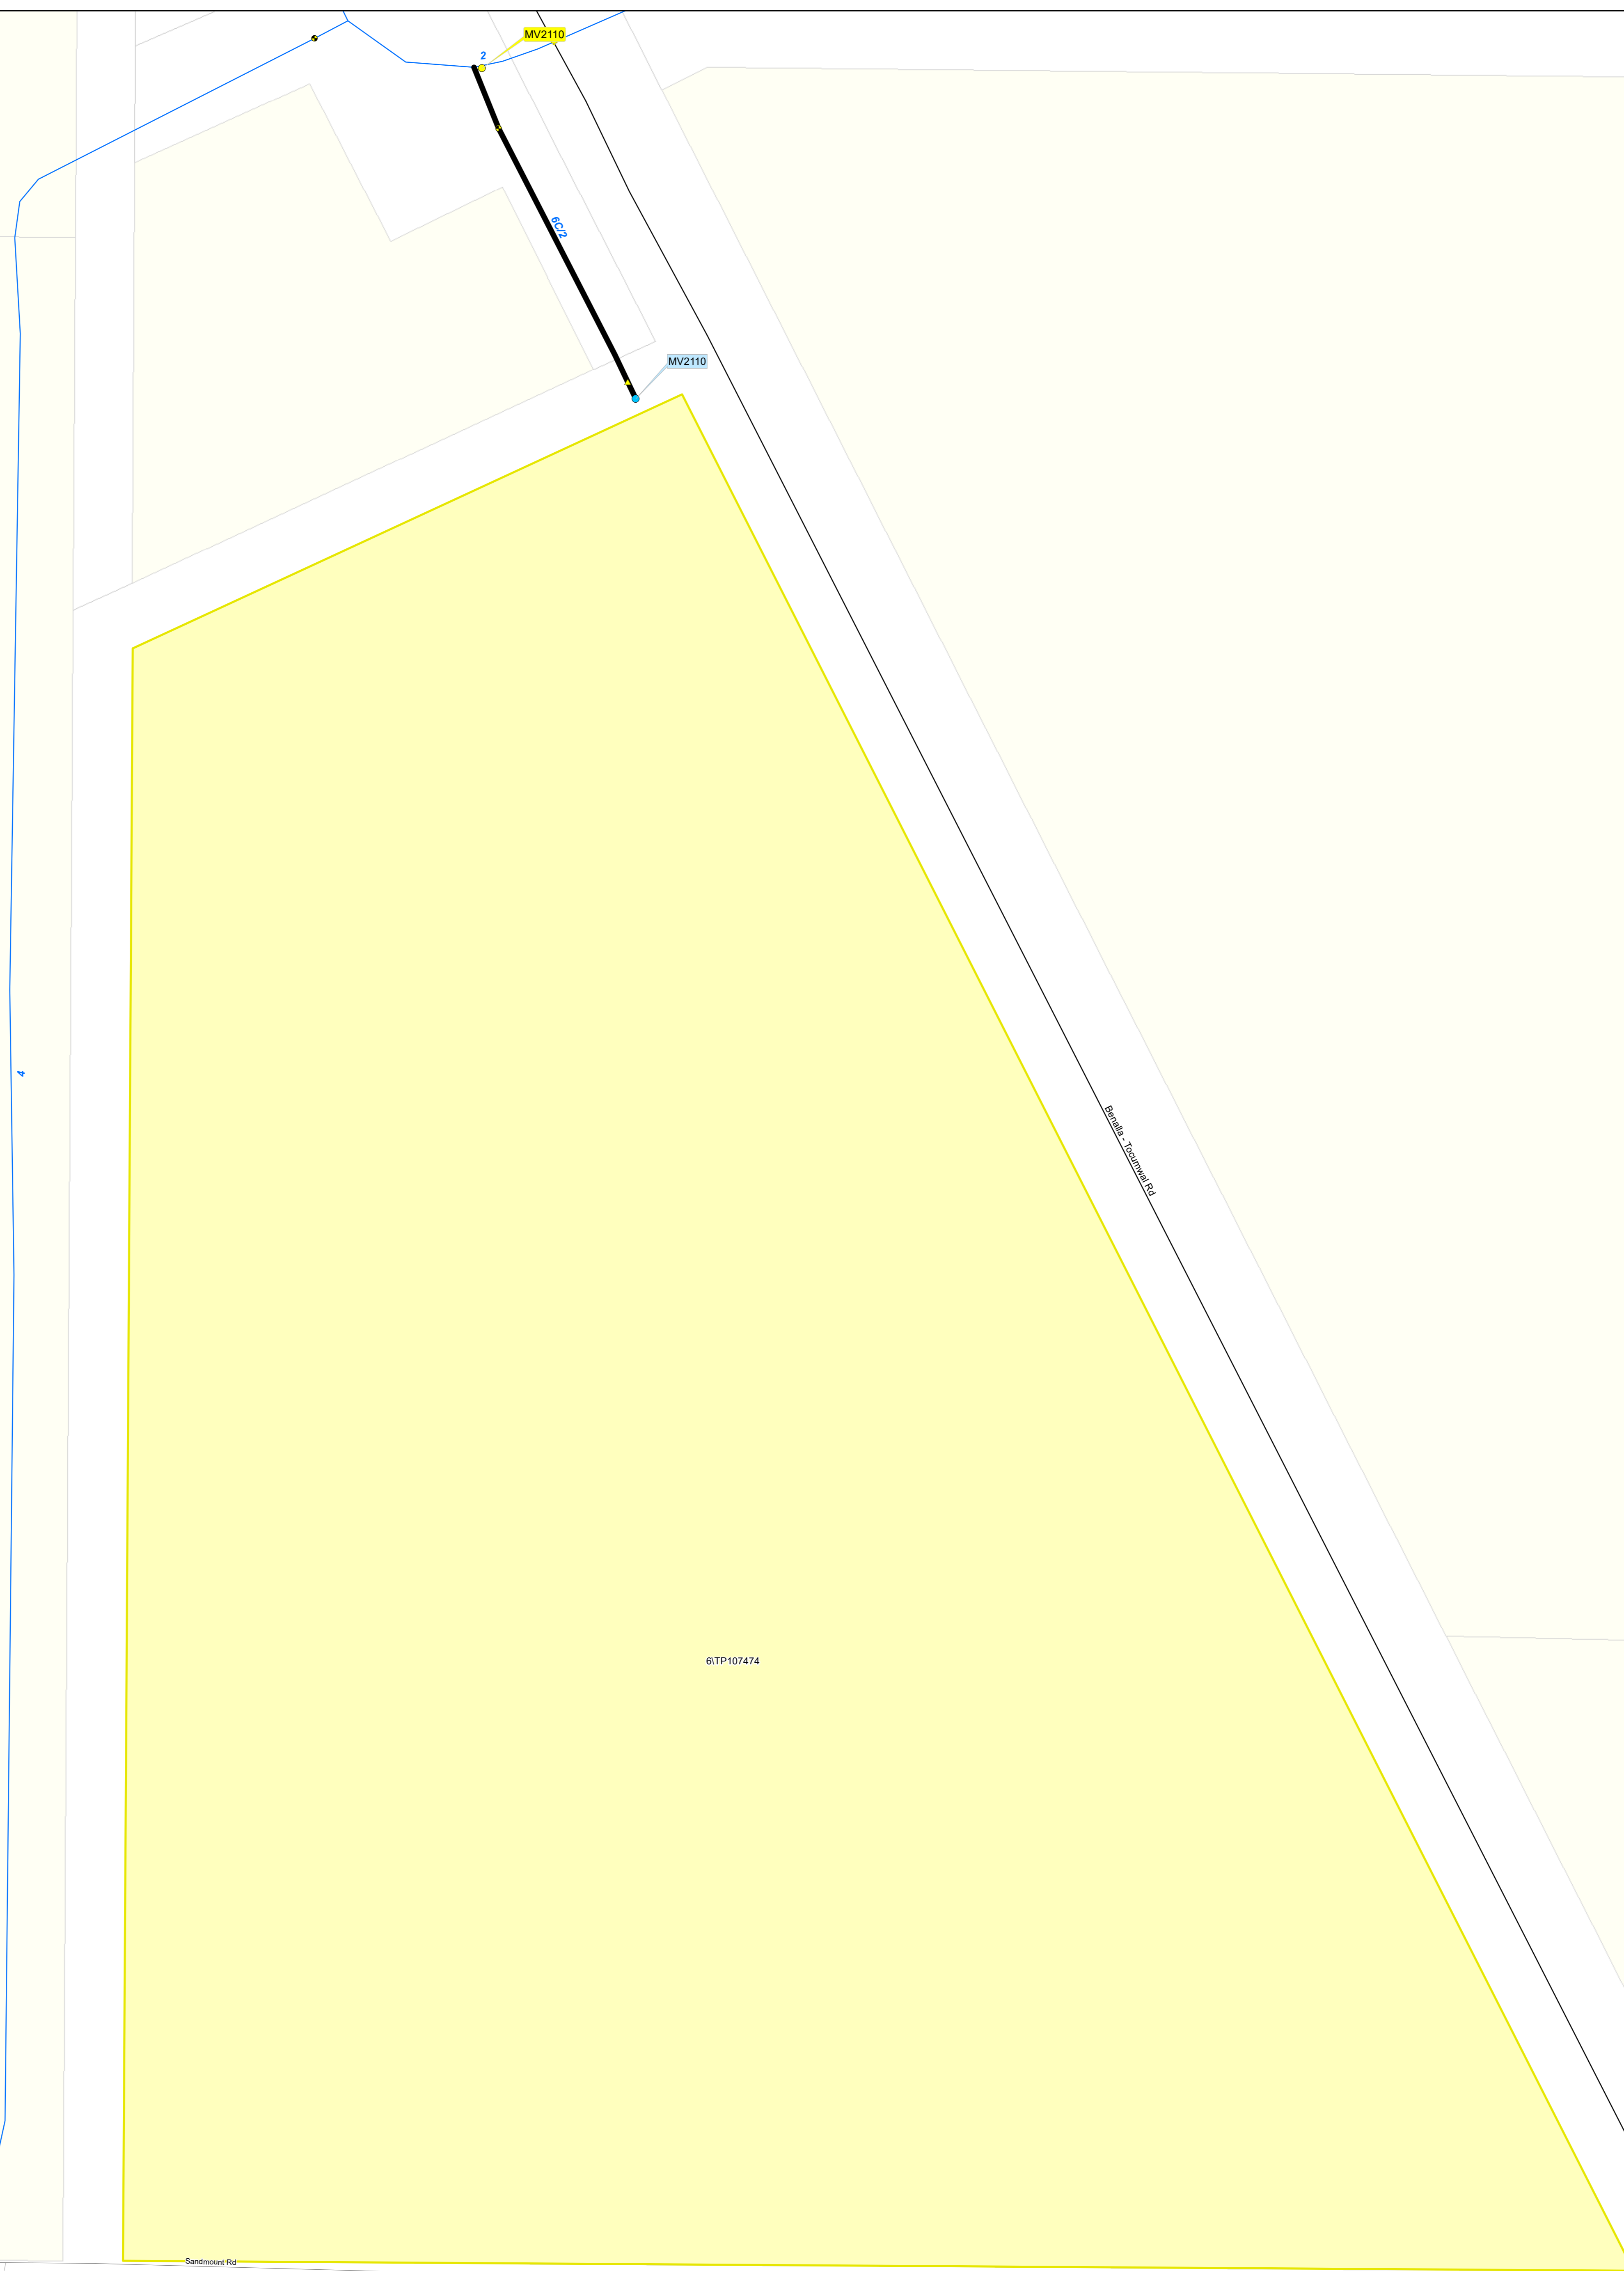 MV2110
2
6C/2
MV2110
4
Benalla - Tocumwal Rd
6\TP107474
Sandmount Rd